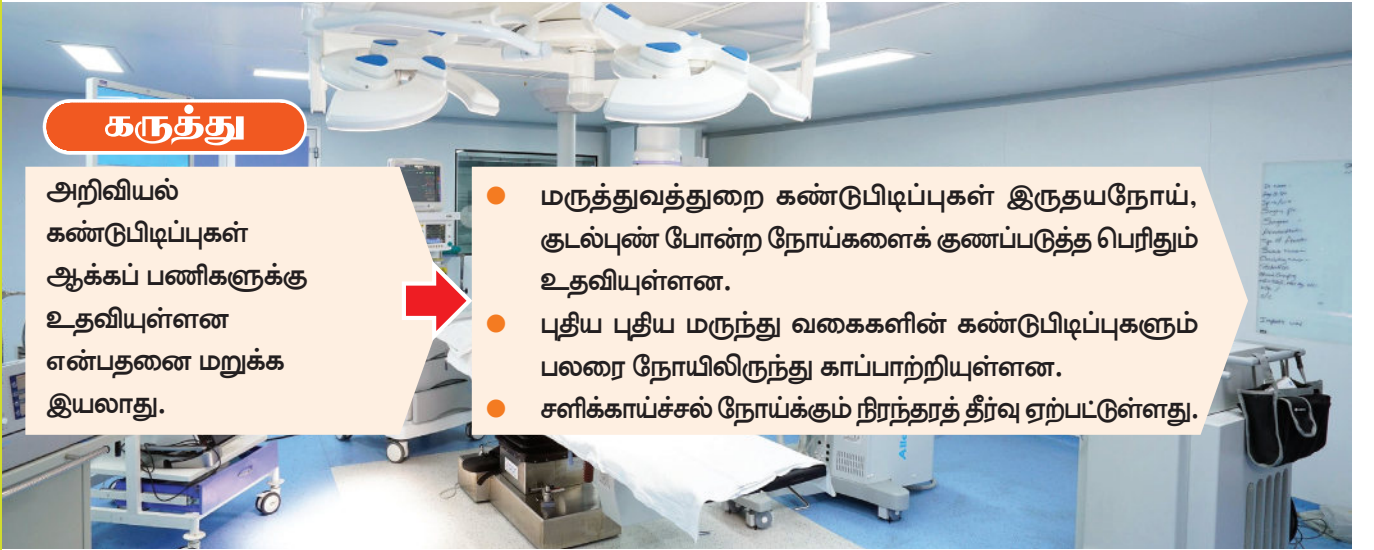 கருத்து
அறிவியல்
கண்டுபிடிப்புகள்
ஆக்கப் பணிகளுக்கு
உதவியுள்ளன
என்பதனை மறுக்க
இயலாது.
● மருத்துவத்துறை கண்டுபிடிப்புகள் இருதயநோய்,
குடல்புண் போன்ற நோய்களைக் குணப்படுத்த பெரிதும்
உதவியுள்ளன.
● புதிய புதிய மருந்து வகைகளின் கண்டுபிடிப்புகளும்
பலரை நோயிலிருந்து காப்பாற்றியுள்ளன.
● சளிக்காய்ச்சல் நோய்க்கும் நிரந்தரத் தீர்வு ஏற்பட்டுள்ளது.